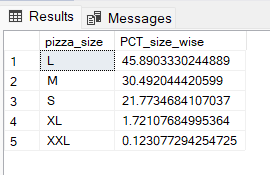 Results Messages
pizza_size PCT_size_wise
1 L 45.8903330244889
2 M 30.492044420599
3 S 21.7734684107037
4 XL 1.72107684995364
5 XXL 0.123077294254725